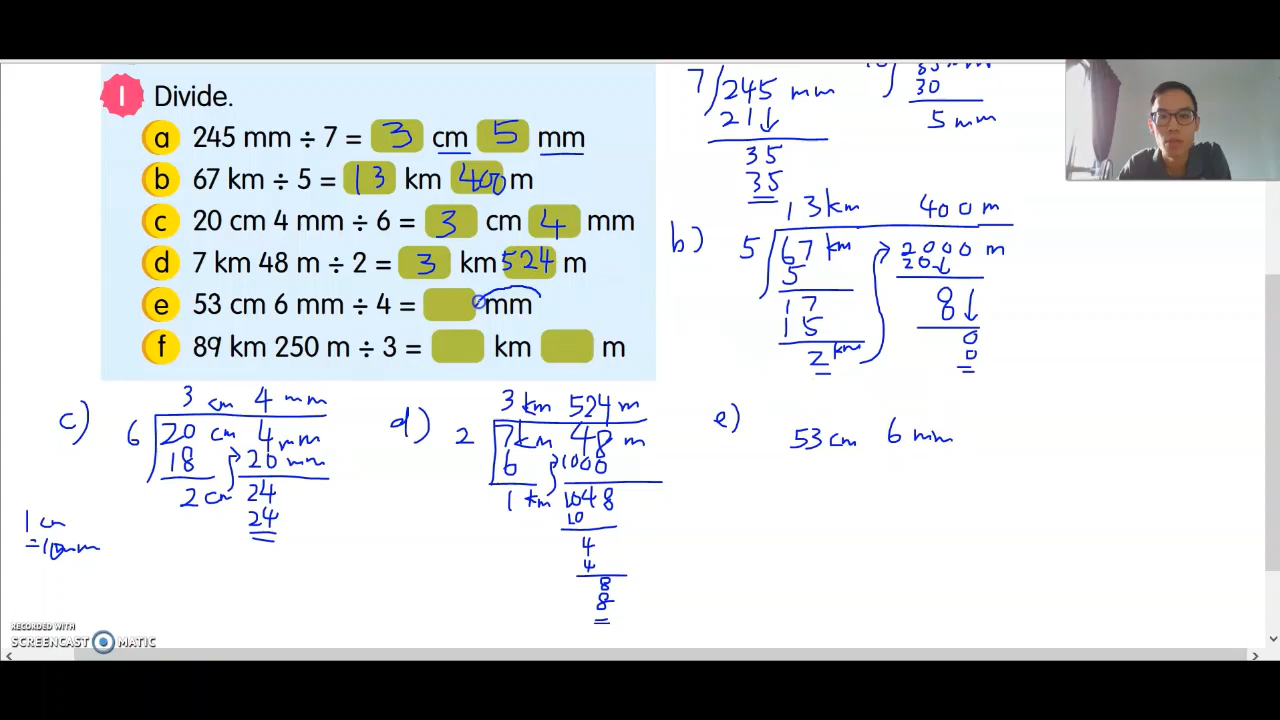 1 Divide.
a 245 mm ÷ 7 = 3 cm 5 mm
b 67 km ÷ 5 = 13 km 400 m
c 20 cm 4 mm ÷ 6 = 3 cm 4 mm
d 7 km 48 m ÷ 2 = 3 km 524 m
e 53 cm 6 mm ÷ 4 = mm
f 89 km 250 m ÷ 3 = km m
7 245 mm
21
35
35
30
5 mm
b) 13 km 400 m
5 67 km 2000 m
5 20
17 8
15 0
2 km 0
c) 3 cm 4 mm
6 20 cm 4 mm
18 20 mm
2 cm 24
24
1 cm
= 10 mm
d) 3 km 524 m
2 7 km 48 m
6 1000
1 km 1048
10
4
4
8
8
e) 53 cm 6 mm
RECORDED WITH
SCREENCAST MATIC